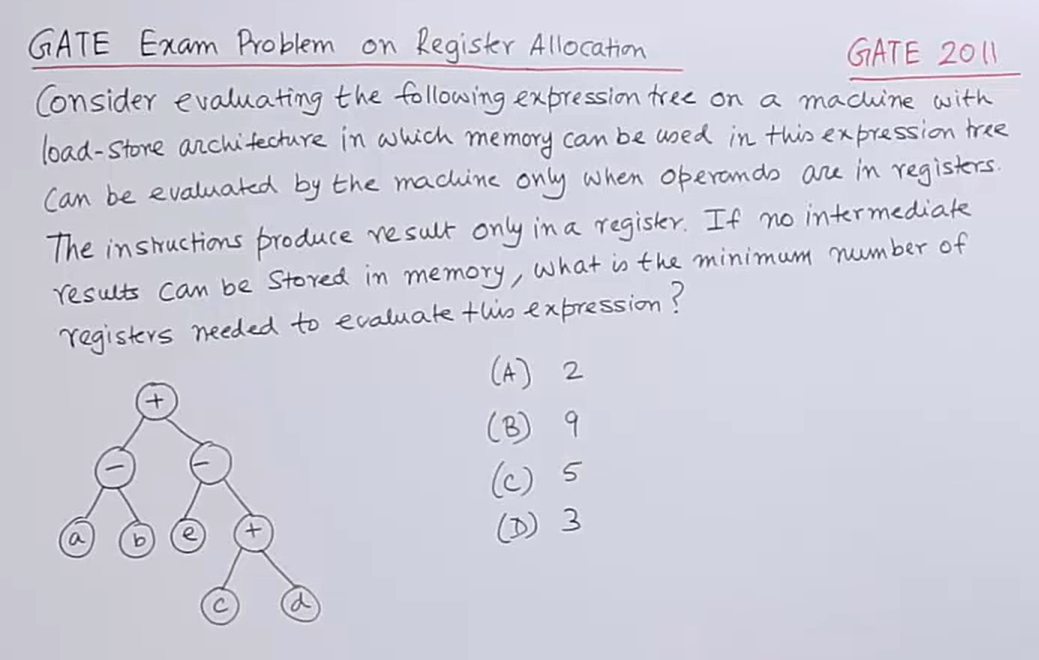 GATE Exam Problem on Register Allocation
GATE 2011
Consider evaluating the following expression tree on a machine with
load-store architecture in which memory can be used in this expression tree
Can be evaluated by the machine only when operands are in registers.
The instructions produce result only in a register. If no intermediate
results can be Stored in memory, what is the minimum number of
registers needed to evaluate this expression?
(A) 2
(B) 9
(C) 5
(D) 3
+
- -
a b e +
c d